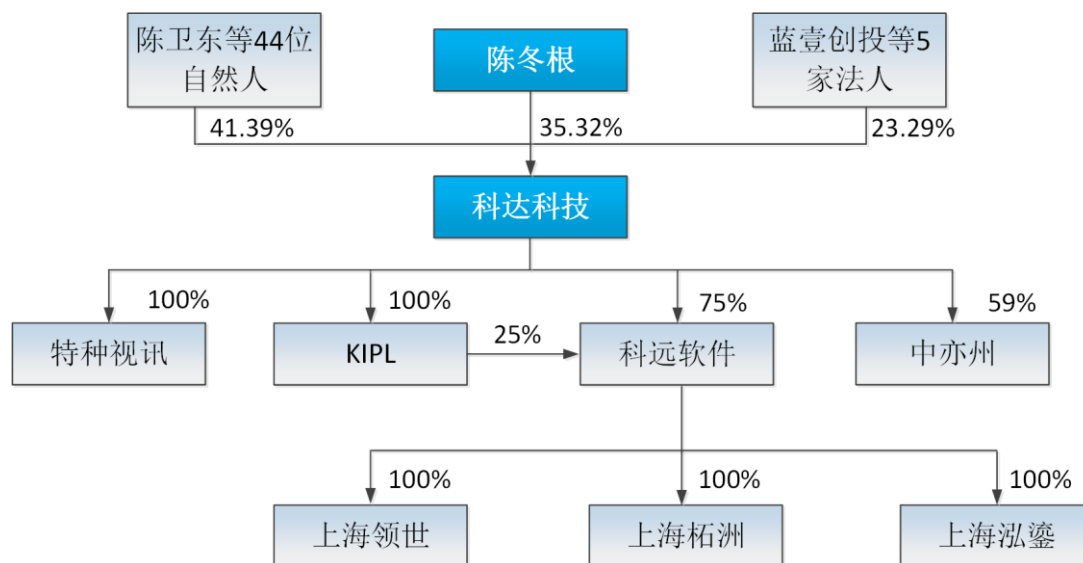 陈卫东等44位
自然人
陈冬根
蓝壹创投等5
家法人
41.39%
35.32%
23.29%
科达科技
100%
100%
75%
59%
特种视讯
KIPL
25%
科远软件
中亦州
100%
100%
100%
上海领世
上海柘洲
上海泓鎏